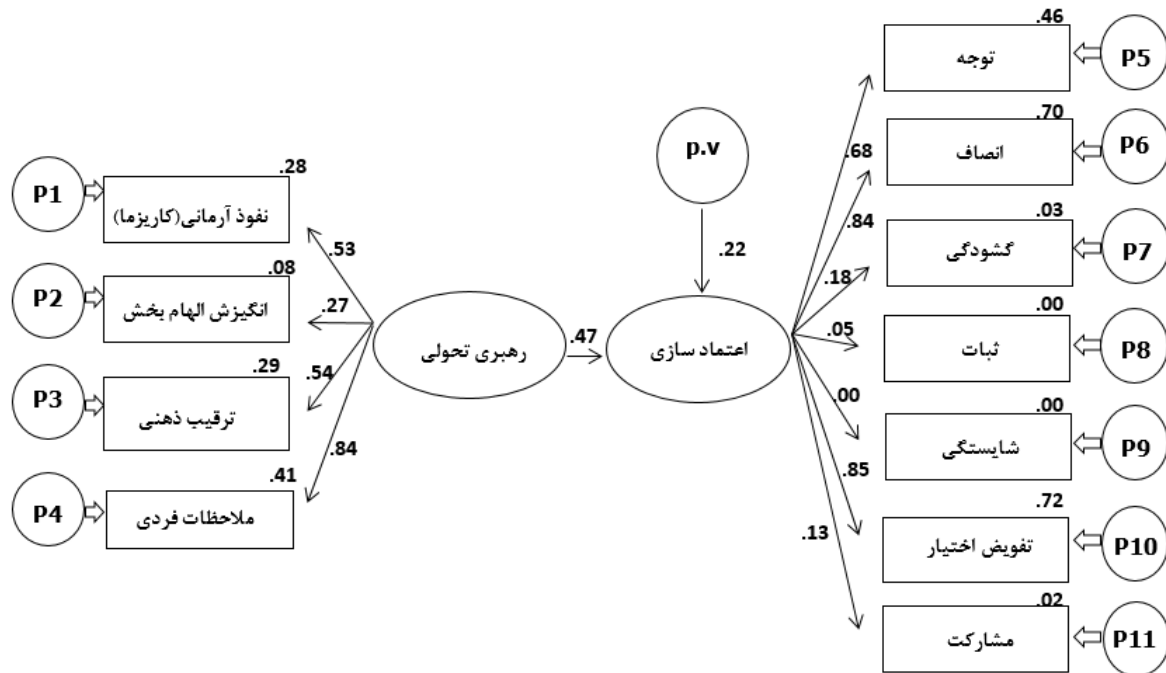 .28
P1
نفوذ آرمانی(کاریزما)
.53
.08
P2
انگیزش الهام بخش
.27
.29
P3
ترقیب ذهنی
.54
.41
P4
ملاحظات فردی
.84
رهبری تحولی
.47
p.v
.22
اعتماد سازی
.46
توجه
P5
.68
.70
انصاف
P6
.84
.03
گشودگی
P7
.18
.00
ثبات
P8
.05
.00
شایستگی
P9
.00
.72
تفویض اختیار
P10
.85
.02
مشارکت
P11
.13